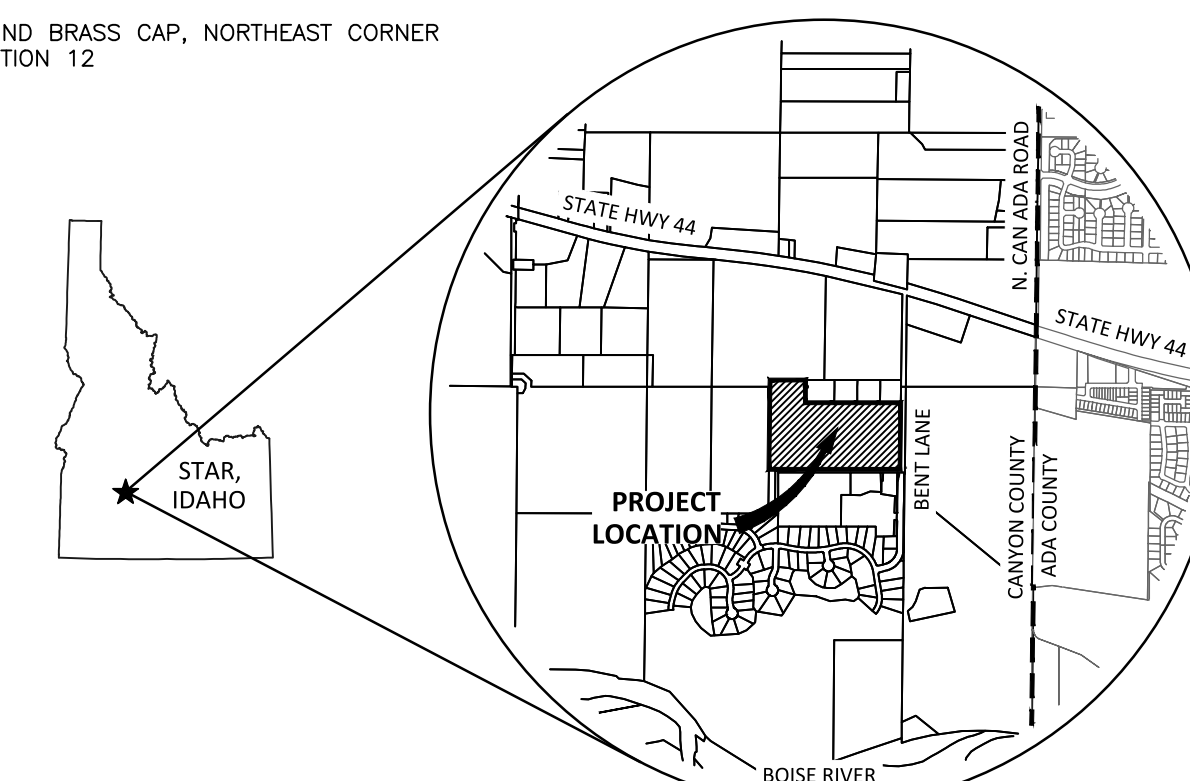 ND BRASS CAP, NORTHEAST CORNER
TION 12
STATE HWY 44
N. CAN ADA ROAD
STATE HWY 44
STAR,
IDAHO
BENT LANE
PROJECT
LOCATION
CANYON COUNTY
ADA COUNTY
BOISE RIVER